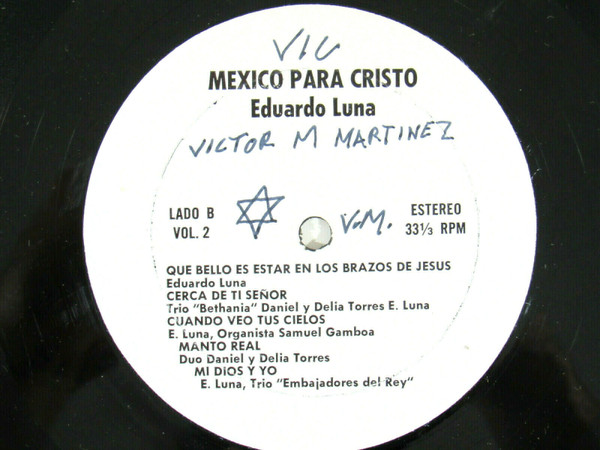 VIC
MEXICO PARA CRISTO
Eduardo Luna
VICTOR M MARTINEZ
LADO B
VOL. 2
V.M.
ESTEREO
33⅓ RPM
QUE BELLO ES ESTAR EN LOS BRAZOS DE JESUS
Eduardo Luna
CERCA DE TI SEÑOR
Trio "Bethania" Daniel y Delia Torres E. Luna
CUANDO VEO TUS CIELOS
E. Luna, Organista Samuel Gamboa
MANTO REAL
Duo Daniel y Delia Torres
MI DIOS Y YO
E. Luna, Trio "Embajadores del Rey"